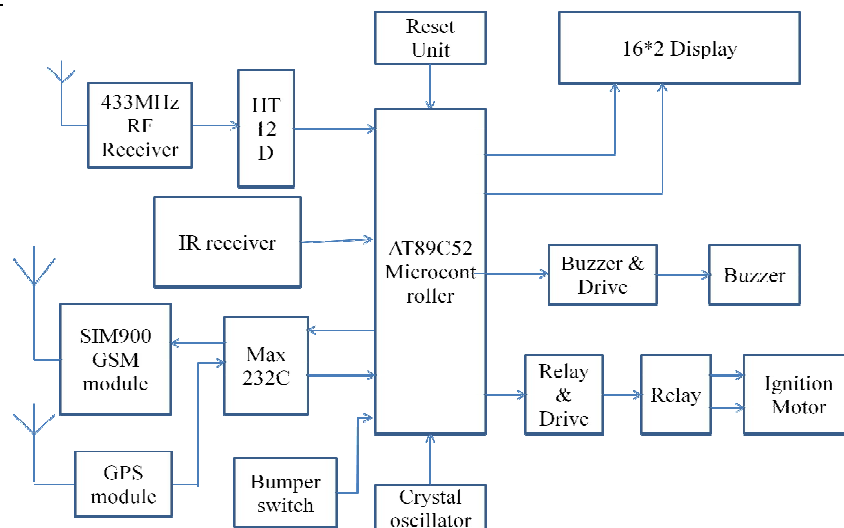 Reset
Unit
16*2 Display
433MHz
RF
Receiver
HT
12
D
IR receiver
AT89C52
Microcont
roller
Buzzer &
Drive
Buzzer
SIM900
GSM
module
Max
232C
Relay
&
Drive
Relay
Ignition
Motor
GPS
module
Bumper
switch
Crystal
oscillator